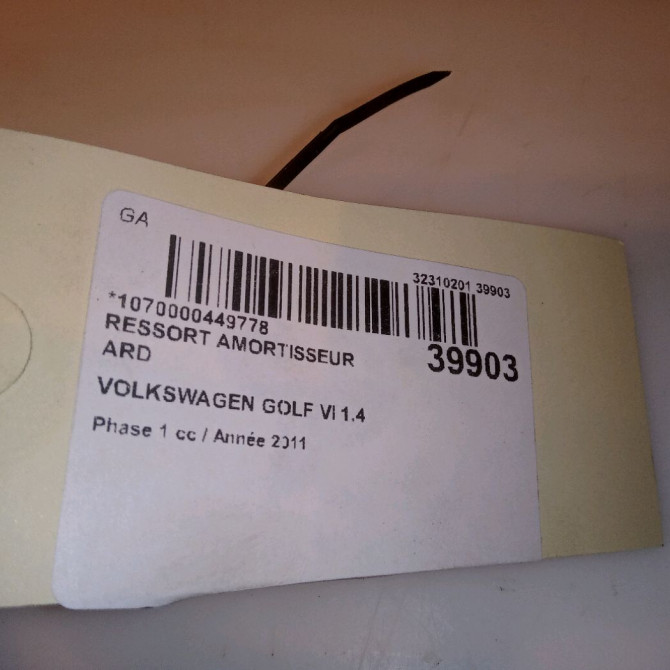 GA
32310201 39903
*1070000449778
RESSORT AMORTISSEUR
ARD
39903
VOLKSWAGEN GOLF VI 1.4
Phase 1 cc / Année 2011